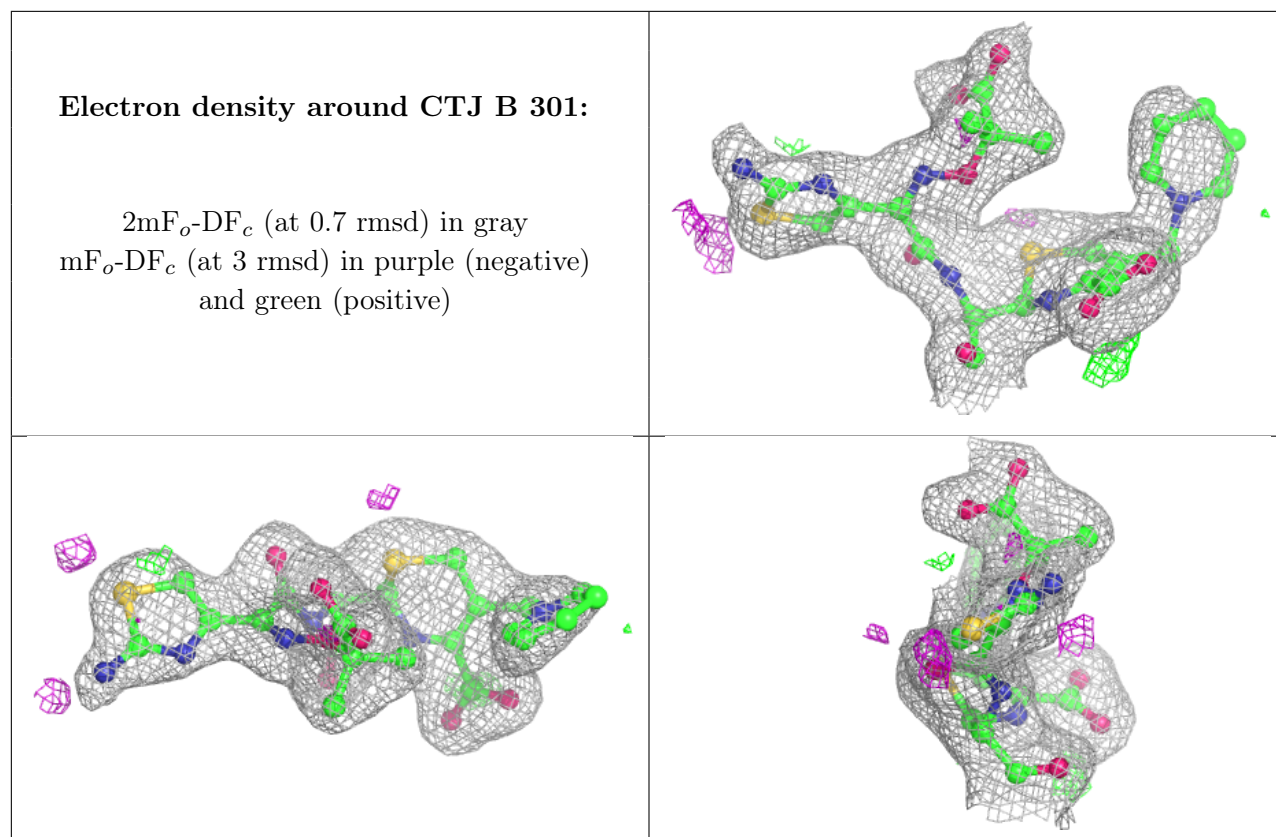 Electron density around CTJ B 301:
2mFo-DFc (at 0.7 rmsd) in gray
mFo-DFc (at 3 rmsd) in purple (negative)
and green (positive)